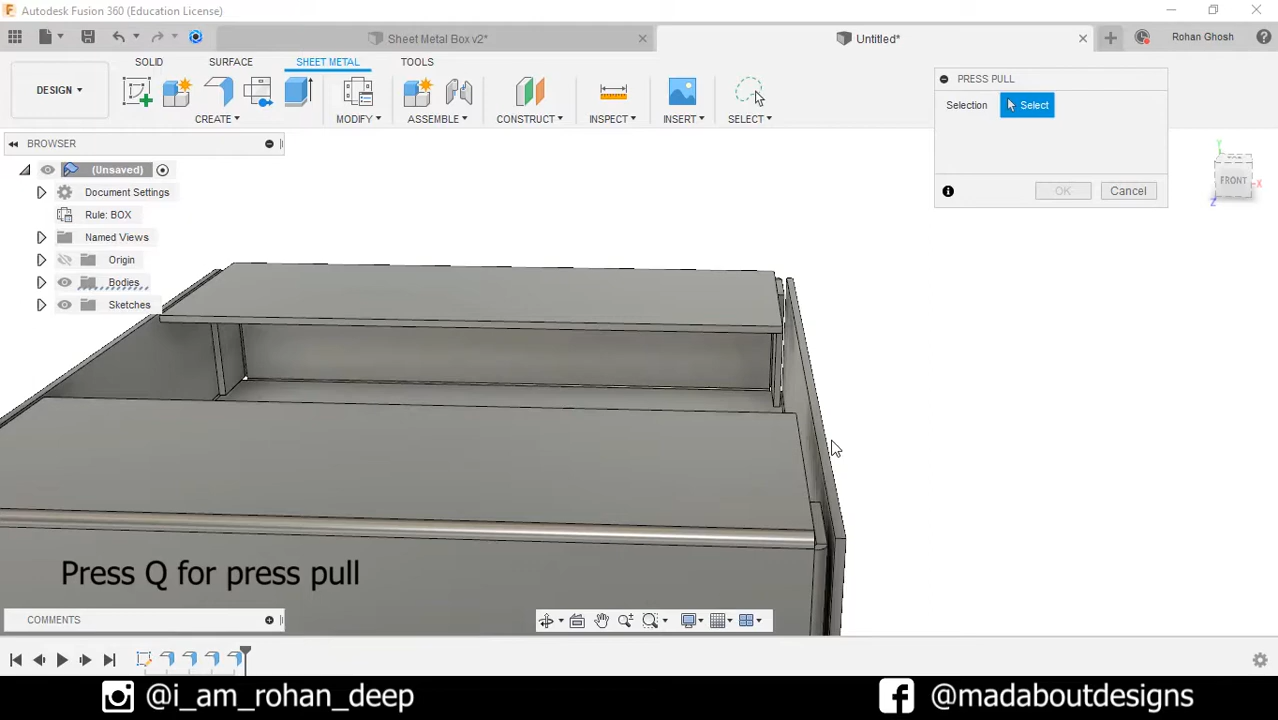 Autodesk Fusion 360 (Education License)
Sheet Metal Box v2*
Untitled*
Rohan Ghosh
SOLID SURFACE SHEET METAL TOOLS
DESIGN
CREATE MODIFY ASSEMBLE CONSTRUCT INSPECT INSERT SELECT
PRESS PULL
Selection Select
OK Cancel
BROWSER
(Unsaved)
Document Settings
Rule: BOX
Named Views
Origin
Bodies
Sketches
FRONT
Y
X
Z
Press Q for press pull
COMMENTS
@i_am_rohan_deep
@madaboutdesigns